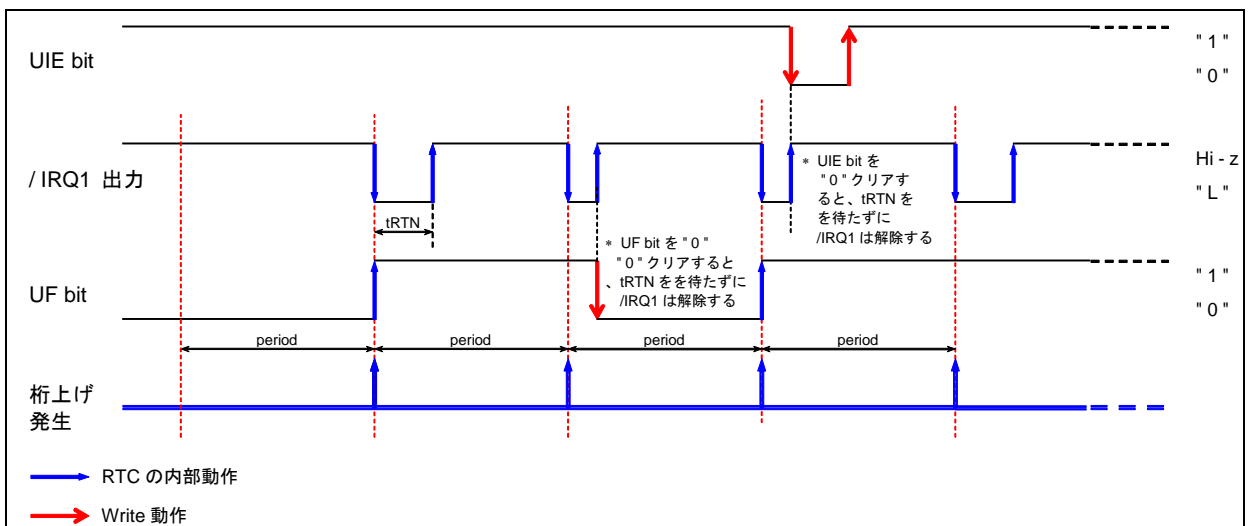 UIE bit
" 1 "
" 0 "
/ IRQ1 出力
Hi - z
" L "
tRTN
* UIE bit を
"0"クリアす
ると、tRTN を
を待たずに
/IRQ1 は解除する
* UF bit を "0"
"0"クリアすると
、tRTN をを待たずに
/IRQ1 は解除する
UF bit
" 1 "
" 0 "
period
period
period
period
桁上げ
発生
RTC の内部動作
Write 動作